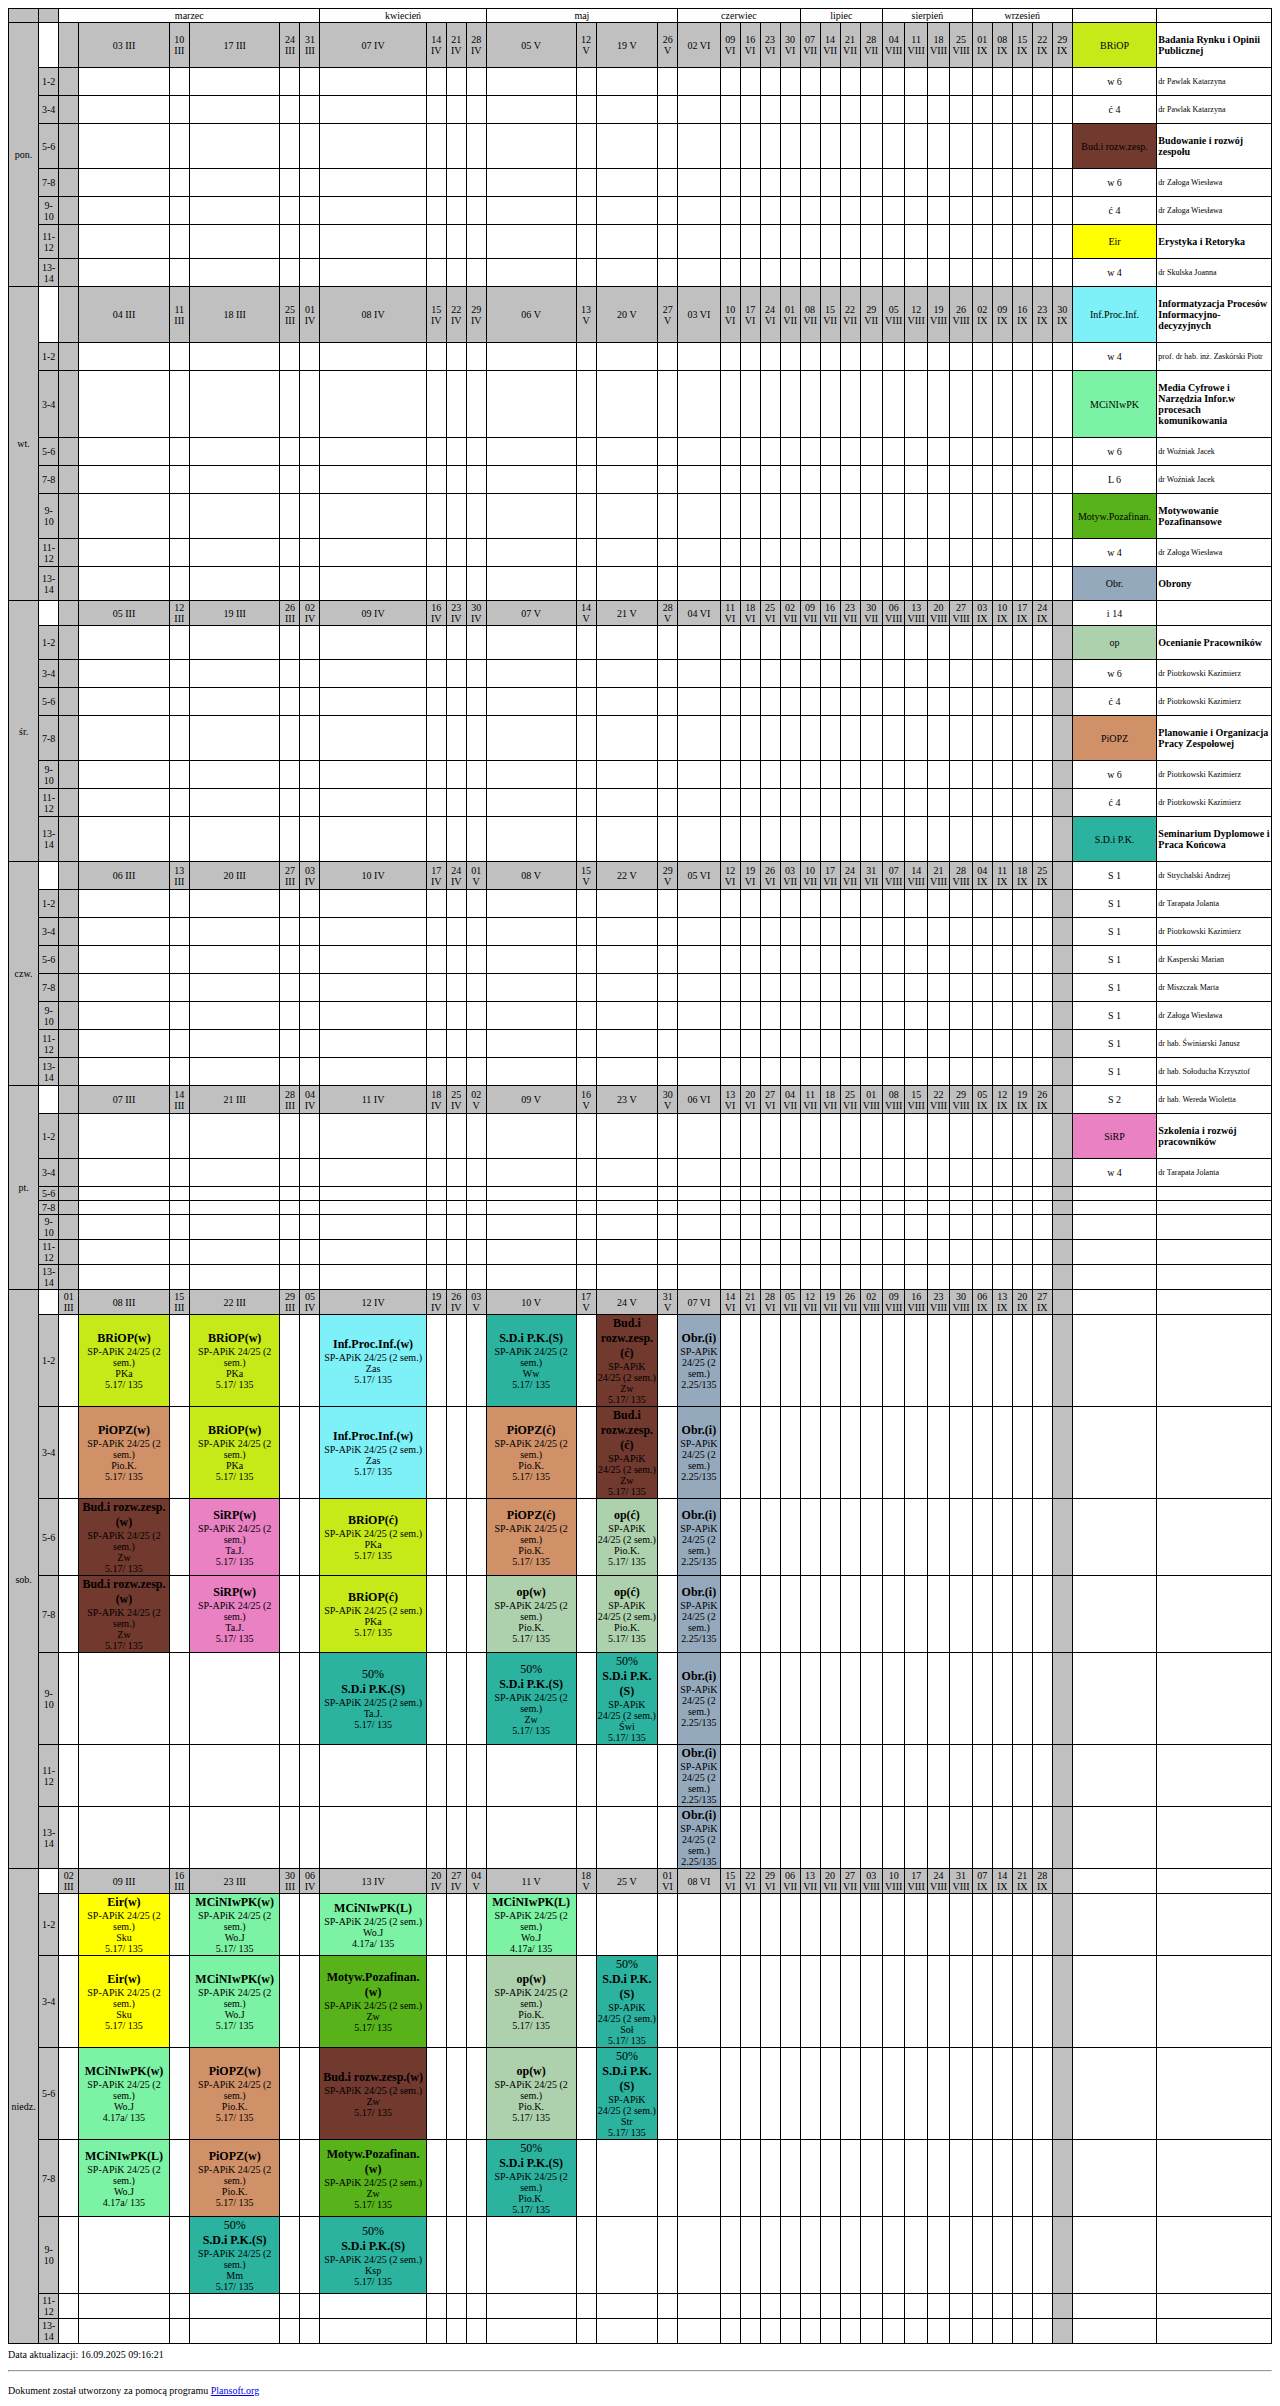 marzec kwiecień maj czerwiec lipiec sierpień wrzesień
pon. 03 III 10 III 17 III 24 III 31 III 07 IV 14 IV 21 IV 28 IV 05 V 12 V 19 V 26 V 02 VI 09 VI 16 VI 23 VI 30 VI 07 VII 14 VII 21 VII 28 VII 04 VIII 11 VIII 18 VIII 25 VIII 01 IX 08 IX 15 IX 22 IX 29 IX BRiOP Badania Rynku i Opinii Publicznej
1-2 w 6 dr Pawlak Katarzyna
3-4 ć 4 dr Pawlak Katarzyna
5-6 Bud.i rozw.zesp. Budowanie i rozwój zespołu
7-8 w 6 dr Załoga Wiesława
9-10 ć 4 dr Załoga Wiesława
11-12 Eir Erystyka i Retoryka
13-14 w 4 dr Skulska Joanna
wt. 04 III 11 III 18 III 25 III 01 IV 08 IV 15 IV 22 IV 29 IV 06 V 13 V 20 V 27 V 03 VI 10 VI 17 VI 24 VI 01 VII 08 VII 15 VII 22 VII 29 VII 05 VIII 12 VIII 19 VIII 26 VIII 02 IX 09 IX 16 IX 23 IX 30 IX Inf.Proc.Inf. Informatyzacja Procesów Informacyjno-decyzyjnych
1-2 w 4 prof. dr hab. inż. Zaskórski Piotr
3-4 MCiNIwPK Media Cyfrowe i Narzędzia Infor.w procesach komunikowania
5-6 w 6 dr Woźniak Jacek
7-8 L 6 dr Woźniak Jacek
9-10 Motyw.Pozafinan. Motywowanie Pozafinansowe
11-12 w 4 dr Załoga Wiesława
13-14 Obr. Obrony
śr. 05 III 12 III 19 III 26 III 02 IV 09 IV 16 IV 23 IV 30 IV 07 V 14 V 21 V 28 V 04 VI 11 VI 18 VI 25 VI 02 VII 09 VII 16 VII 23 VII 30 VII 06 VIII 13 VIII 20 VIII 27 VIII 03 IX 10 IX 17 IX 24 IX i 14
1-2 op Ocenianie Pracowników
3-4 w 6 dr Piotrkowski Kazimierz
5-6 ć 4 dr Piotrkowski Kazimierz
7-8 PiOPZ Planowanie i Organizacja Pracy Zespołowej
9-10 w 6 dr Piotrkowski Kazimierz
11-12 ć 4 dr Piotrkowski Kazimierz
13-14 S.D.i P.K. Seminarium Dyplomowe i Praca Końcowa
czw. 06 III 13 III 20 III 27 III 03 IV 10 IV 17 IV 24 IV 01 V 08 V 15 V 22 V 29 V 05 VI 12 VI 19 VI 26 VI 03 VII 10 VII 17 VII 24 VII 31 VII 07 VIII 14 VIII 21 VIII 28 VIII 04 IX 11 IX 18 IX 25 IX S 1 dr Strychalski Andrzej
1-2 S 1 dr Tarapata Jolanta
3-4 S 1 dr Piotrkowski Kazimierz
5-6 S 1 dr Kasperski Marian
7-8 S 1 dr Miszczak Marta
9-10 S 1 dr Załoga Wiesława
11-12 S 1 dr hab. Świniarski Janusz
13-14 S 1 dr hab. Sołoducha Krzysztof
pt. 07 III 14 III 21 III 28 III 04 IV 11 IV 18 IV 25 IV 02 V 09 V 16 V 23 V 30 V 06 VI 13 VI 20 VI 27 VI 04 VII 11 VII 18 VII 25 VII 01 VIII 08 VIII 15 VIII 22 VIII 29 VIII 05 IX 12 IX 19 IX 26 IX S 2 dr hab. Wereda Wioletta
1-2 SiRP Szkolenia i rozwój pracowników
3-4 w 4 dr Tarapata Jolanta
5-6
7-8
9-10
11-12
13-14
sob. 01 III 08 III 15 III 22 III 29 III 05 IV 12 IV 19 IV 26 IV 03 V 10 V 17 V 24 V 31 V 07 VI 14 VI 21 VI 28 VI 05 VII 12 VII 19 VII 26 VII 02 VIII 09 VIII 16 VIII 23 VIII 30 VIII 06 IX 13 IX 20 IX 27 IX
1-2 BRiOP(w) SP-APiK 24/25 (2 sem.) PKa 5.17/ 135 BRiOP(w) SP-APiK 24/25 (2 sem.) PKa 5.17/ 135 Inf.Proc.Inf.(w) SP-APiK 24/25 (2 sem.) Zas 5.17/ 135 S.D.i P.K.(S) SP-APiK 24/25 (2 sem.) Ww 5.17/ 135 Bud.i rozw.zesp.(ć) SP-APiK 24/25 (2 sem.) Zw 5.17/ 135 Obr.(i) SP-APiK 24/25 (2 sem.) 2.25/135
3-4 PiOPZ(w) SP-APiK 24/25 (2 sem.) Pio.K. 5.17/ 135 BRiOP(w) SP-APiK 24/25 (2 sem.) PKa 5.17/ 135 Inf.Proc.Inf.(w) SP-APiK 24/25 (2 sem.) Zas 5.17/ 135 PiOPZ(ć) SP-APiK 24/25 (2 sem.) Pio.K. 5.17/ 135 Bud.i rozw.zesp.(ć) SP-APiK 24/25 (2 sem.) Zw 5.17/ 135 Obr.(i) SP-APiK 24/25 (2 sem.) 2.25/135
5-6 Bud.i rozw.zesp.(w) SP-APiK 24/25 (2 sem.) Zw 5.17/ 135 SiRP(w) SP-APiK 24/25 (2 sem.) Ta.J. 5.17/ 135 BRiOP(ć) SP-APiK 24/25 (2 sem.) PKa 5.17/ 135 PiOPZ(ć) SP-APiK 24/25 (2 sem.) Pio.K. 5.17/ 135 op(ć) SP-APiK 24/25 (2 sem.) Pio.K. 5.17/ 135 Obr.(i) SP-APiK 24/25 (2 sem.) 2.25/135
7-8 Bud.i rozw.zesp.(w) SP-APiK 24/25 (2 sem.) Zw 5.17/ 135 SiRP(w) SP-APiK 24/25 (2 sem.) Ta.J. 5.17/ 135 BRiOP(ć) SP-APiK 24/25 (2 sem.) PKa 5.17/ 135 op(w) SP-APiK 24/25 (2 sem.) Pio.K. 5.17/ 135 op(ć) SP-APiK 24/25 (2 sem.) Pio.K. 5.17/ 135 Obr.(i) SP-APiK 24/25 (2 sem.) 2.25/135
9-10 50% S.D.i P.K.(S) SP-APiK 24/25 (2 sem.) Ta.J. 5.17/ 135 50% S.D.i P.K.(S) SP-APiK 24/25 (2 sem.) Zw 5.17/ 135 50% S.D.i P.K.(S) SP-APiK 24/25 (2 sem.) Świ 5.17/ 135 Obr.(i) SP-APiK 24/25 (2 sem.) 2.25/135
11-12 Obr.(i) SP-APiK 24/25 (2 sem.) 2.25/135
13-14 Obr.(i) SP-APiK 24/25 (2 sem.) 2.25/135
niedz. 02 III 09 III 16 III 23 III 30 III 06 IV 13 IV 20 IV 27 IV 04 V 11 V 18 V 25 V 01 VI 08 VI 15 VI 22 VI 29 VI 06 VII 13 VII 20 VII 27 VII 03 VIII 10 VIII 17 VIII 24 VIII 31 VIII 07 IX 14 IX 21 IX 28 IX
1-2 Eir(w) SP-APiK 24/25 (2 sem.) Sku 5.17/ 135 MCiNIwPK(w) SP-APiK 24/25 (2 sem.) Wo.J 5.17/ 135 MCiNIwPK(L) SP-APiK 24/25 (2 sem.) Wo.J 4.17a/ 135 MCiNIwPK(L) SP-APiK 24/25 (2 sem.) Wo.J 4.17a/ 135
3-4 Eir(w) SP-APiK 24/25 (2 sem.) Sku 5.17/ 135 MCiNIwPK(w) SP-APiK 24/25 (2 sem.) Wo.J 5.17/ 135 Motyw.Pozafinan.(w) SP-APiK 24/25 (2 sem.) Zw 5.17/ 135 op(w) SP-APiK 24/25 (2 sem.) Pio.K. 5.17/ 135 50% S.D.i P.K.(S) SP-APiK 24/25 (2 sem.) Soł 5.17/ 135
5-6 MCiNIwPK(w) SP-APiK 24/25 (2 sem.) Wo.J 4.17a/ 135 PiOPZ(w) SP-APiK 24/25 (2 sem.) Pio.K. 5.17/ 135 Bud.i rozw.zesp.(w) SP-APiK 24/25 (2 sem.) Zw 5.17/ 135 op(w) SP-APiK 24/25 (2 sem.) Pio.K. 5.17/ 135 50% S.D.i P.K.(S) SP-APiK 24/25 (2 sem.) Str 5.17/ 135
7-8 MCiNIwPK(L) SP-APiK 24/25 (2 sem.) Wo.J 4.17a/ 135 PiOPZ(w) SP-APiK 24/25 (2 sem.) Pio.K. 5.17/ 135 Motyw.Pozafinan.(w) SP-APiK 24/25 (2 sem.) Zw 5.17/ 135 50% S.D.i P.K.(S) SP-APiK 24/25 (2 sem.) Pio.K. 5.17/ 135
9-10 50% S.D.i P.K.(S) SP-APiK 24/25 (2 sem.) Mm 5.17/ 135 50% S.D.i P.K.(S) SP-APiK 24/25 (2 sem.) Ksp 5.17/ 135
11-12
13-14
Data aktualizacji: 16.09.2025 09:16:21
Dokument został utworzony za pomocą programu Plansoft.org